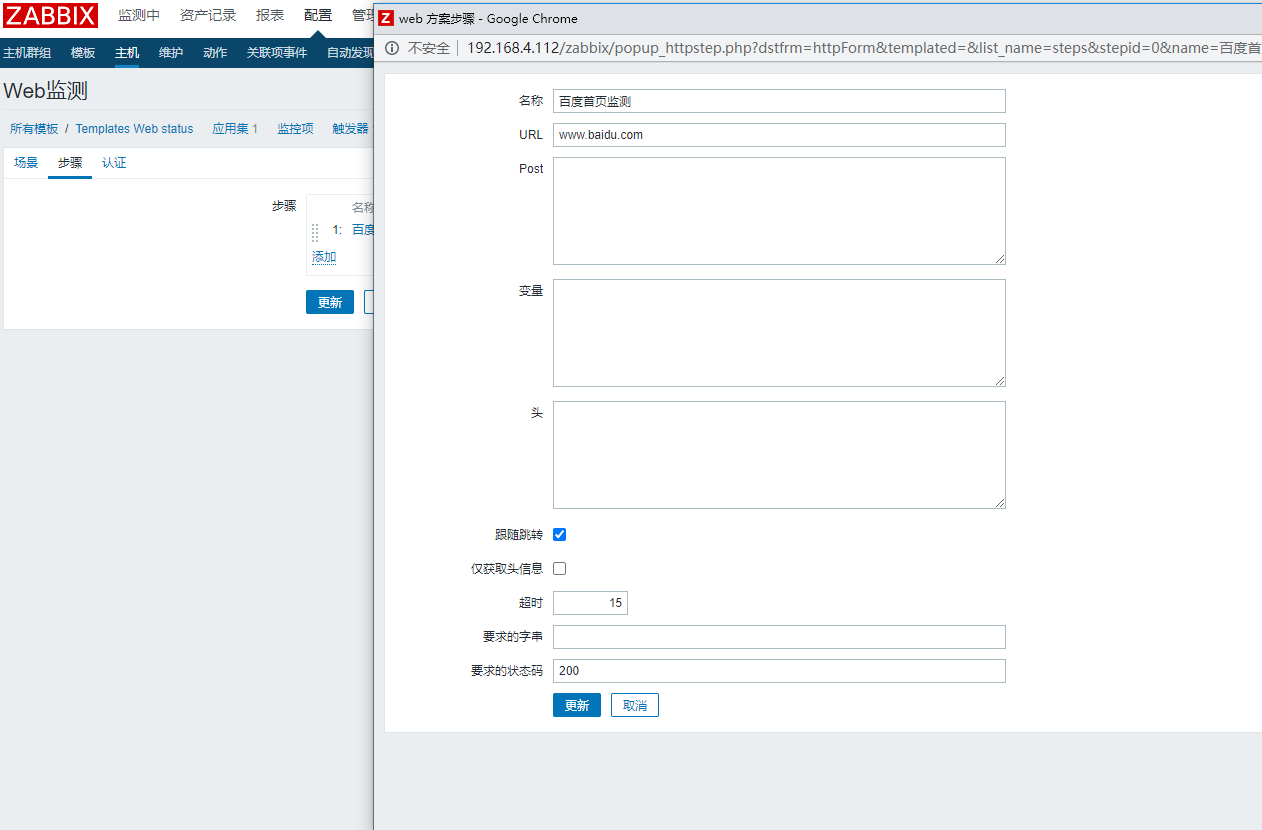 ZABBIX 监测中 资产记录 报表 配置 管理
主机群组 模板 主机 维护 动作 关联项事件 自动发现
Web监测
所有模板 / Templates Web status 应用集 1 监控项 触发器
场景 步骤 认证
步骤
名称
1: 百度
添加
更新
Z web 方案步骤 - Google Chrome
不安全 192.168.4.112/zabbix/popup_httpstep.php?dstfrm=httpForm&templated=&list_name=steps&stepid=0&name=百度首
名称 百度首页监测
URL www.baidu.com
Post
变量
头
跟随跳转
仅获取头信息
超时 15
要求的字串
要求的状态码 200
更新 取消